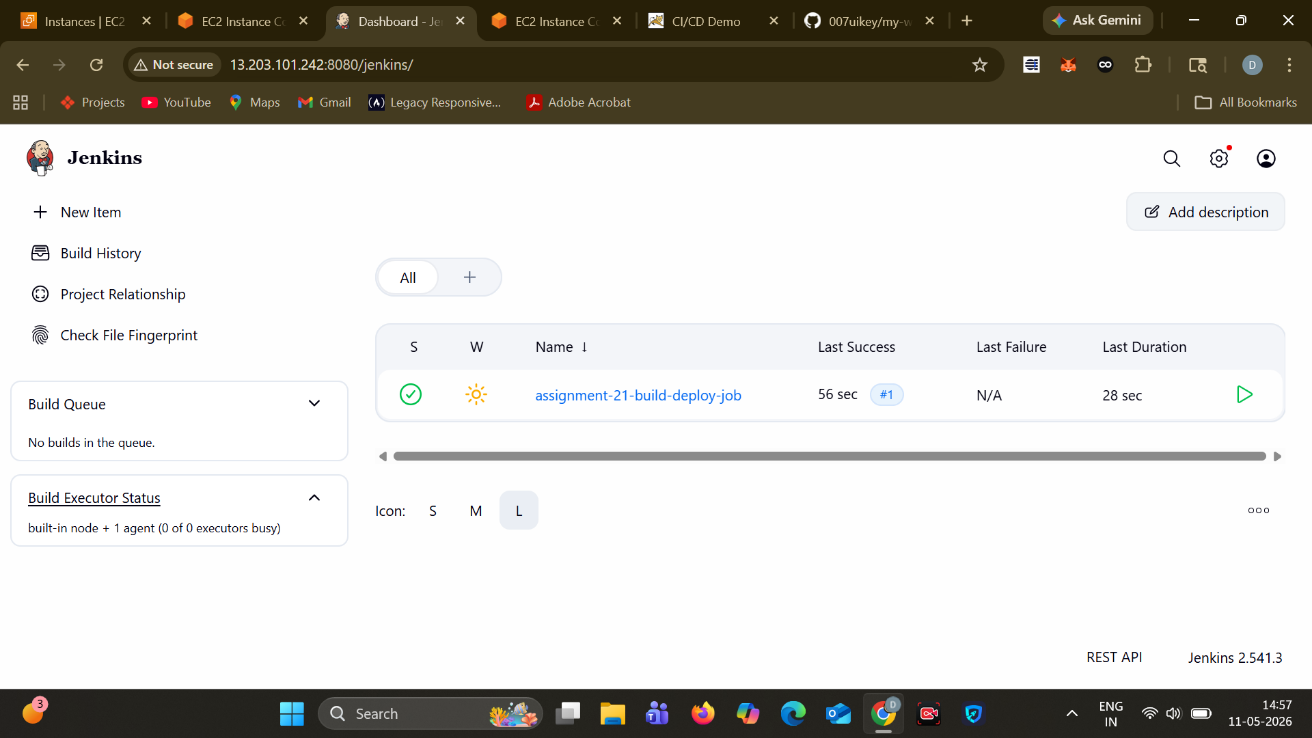 Instances | EC2
EC2 Instance Co
Dashboard - Jen
EC2 Instance Co
CI/CD Demo
007uikey/my-w
Ask Gemini
Not secure
13.203.101.242:8080/jenkins/
D
Projects
YouTube
Maps
Gmail
Legacy Responsive...
Adobe Acrobat
All Bookmarks
Jenkins
New Item
Add description
Build History
All
Project Relationship
Check File Fingerprint
S W Name ↓ Last Success Last Failure Last Duration
assignment-21-build-deploy-job 56 sec #1 N/A 28 sec
Build Queue
No builds in the queue.
Build Executor Status
built-in node + 1 agent (0 of 0 executors busy)
Icon: S M L
REST API Jenkins 2.541.3
3
Search
D
ENG
IN
14:57
11-05-2026